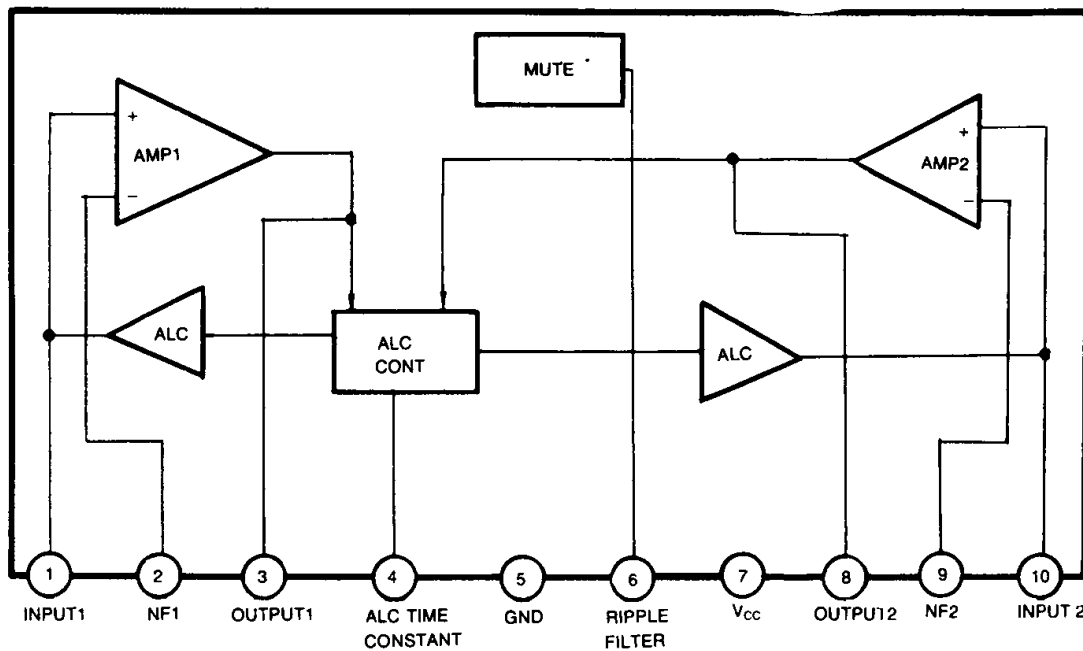 MUTE
+
AMP1
−
+
AMP2
−
ALC
ALC
CONT
ALC
1
2
3
4
5
6
7
8
9
10
INPUT1
NF1
OUTPUT1
ALC TIME
CONSTANT
GND
RIPPLE
FILTER
VCC
OUTPUT2
NF2
INPUT 2